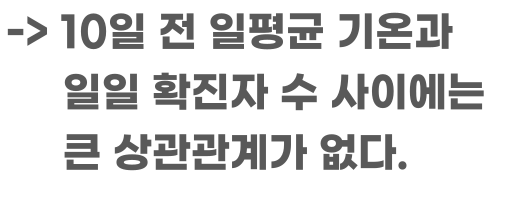 -> 10일 전 일평균 기온과
일일 확진자 수 사이에는
큰 상관관계가 없다.